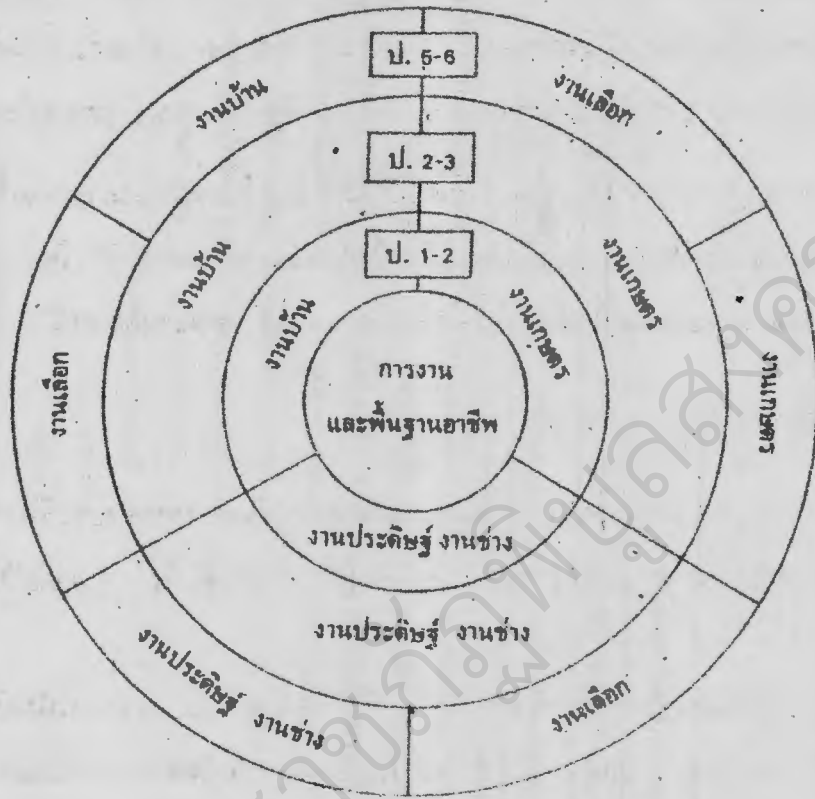 ป. 5-6
งานบ้าน
งานเลือก
ป. 2-3
งานบ้าน
งานเกษตร
ป. 1-2
งานบ้าน
งานเกษตร
งานเลือก
การงาน
และพื้นฐานอาชีพ
งานเกษตร
งานประดิษฐ์ งานช่าง
งานประดิษฐ์ งานช่าง
งานประดิษฐ์ งานช่าง
งานเลือก